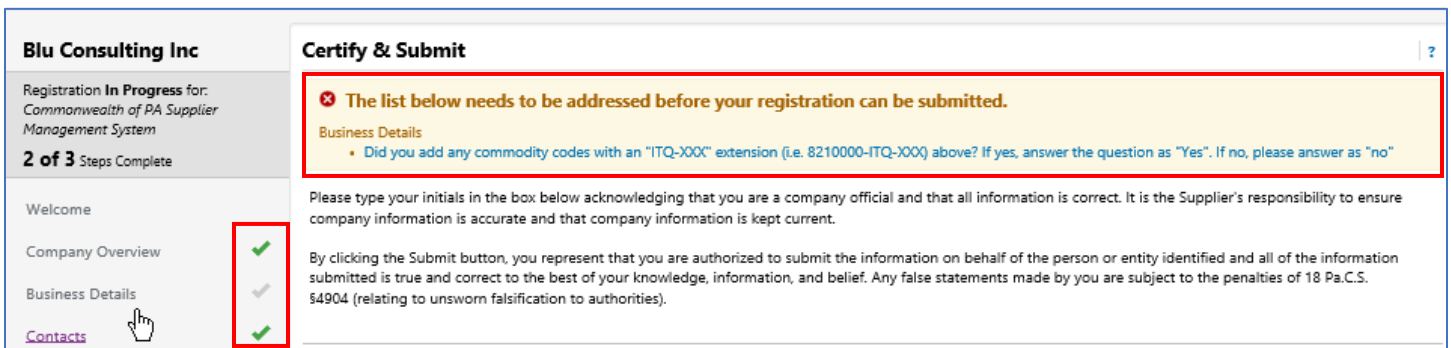 Blu Consulting Inc
Registration In Progress for:
Commonwealth of PA Supplier
Management System
2 of 3 Steps Complete
Welcome
Company Overview
Business Details
Contacts
Certify & Submit
?
The list below needs to be addressed before your registration can be submitted.
Business Details
• Did you add any commodity codes with an "ITQ-XXX" extension (i.e. 8210000-ITQ-XXX) above? If yes, answer the question as "Yes". If no, please answer as "no"
Please type your initials in the box below acknowledging that you are a company official and that all information is correct. It is the Supplier's responsibility to ensure
company information is accurate and that company information is kept current.
By clicking the Submit button, you represent that you are authorized to submit the information on behalf of the person or entity identified and all of the information
submitted is true and correct to the best of your knowledge, information, and belief. Any false statements made by you are subject to the penalties of 18 Pa.C.S.
§4904 (relating to unsworn falsification to authorities).